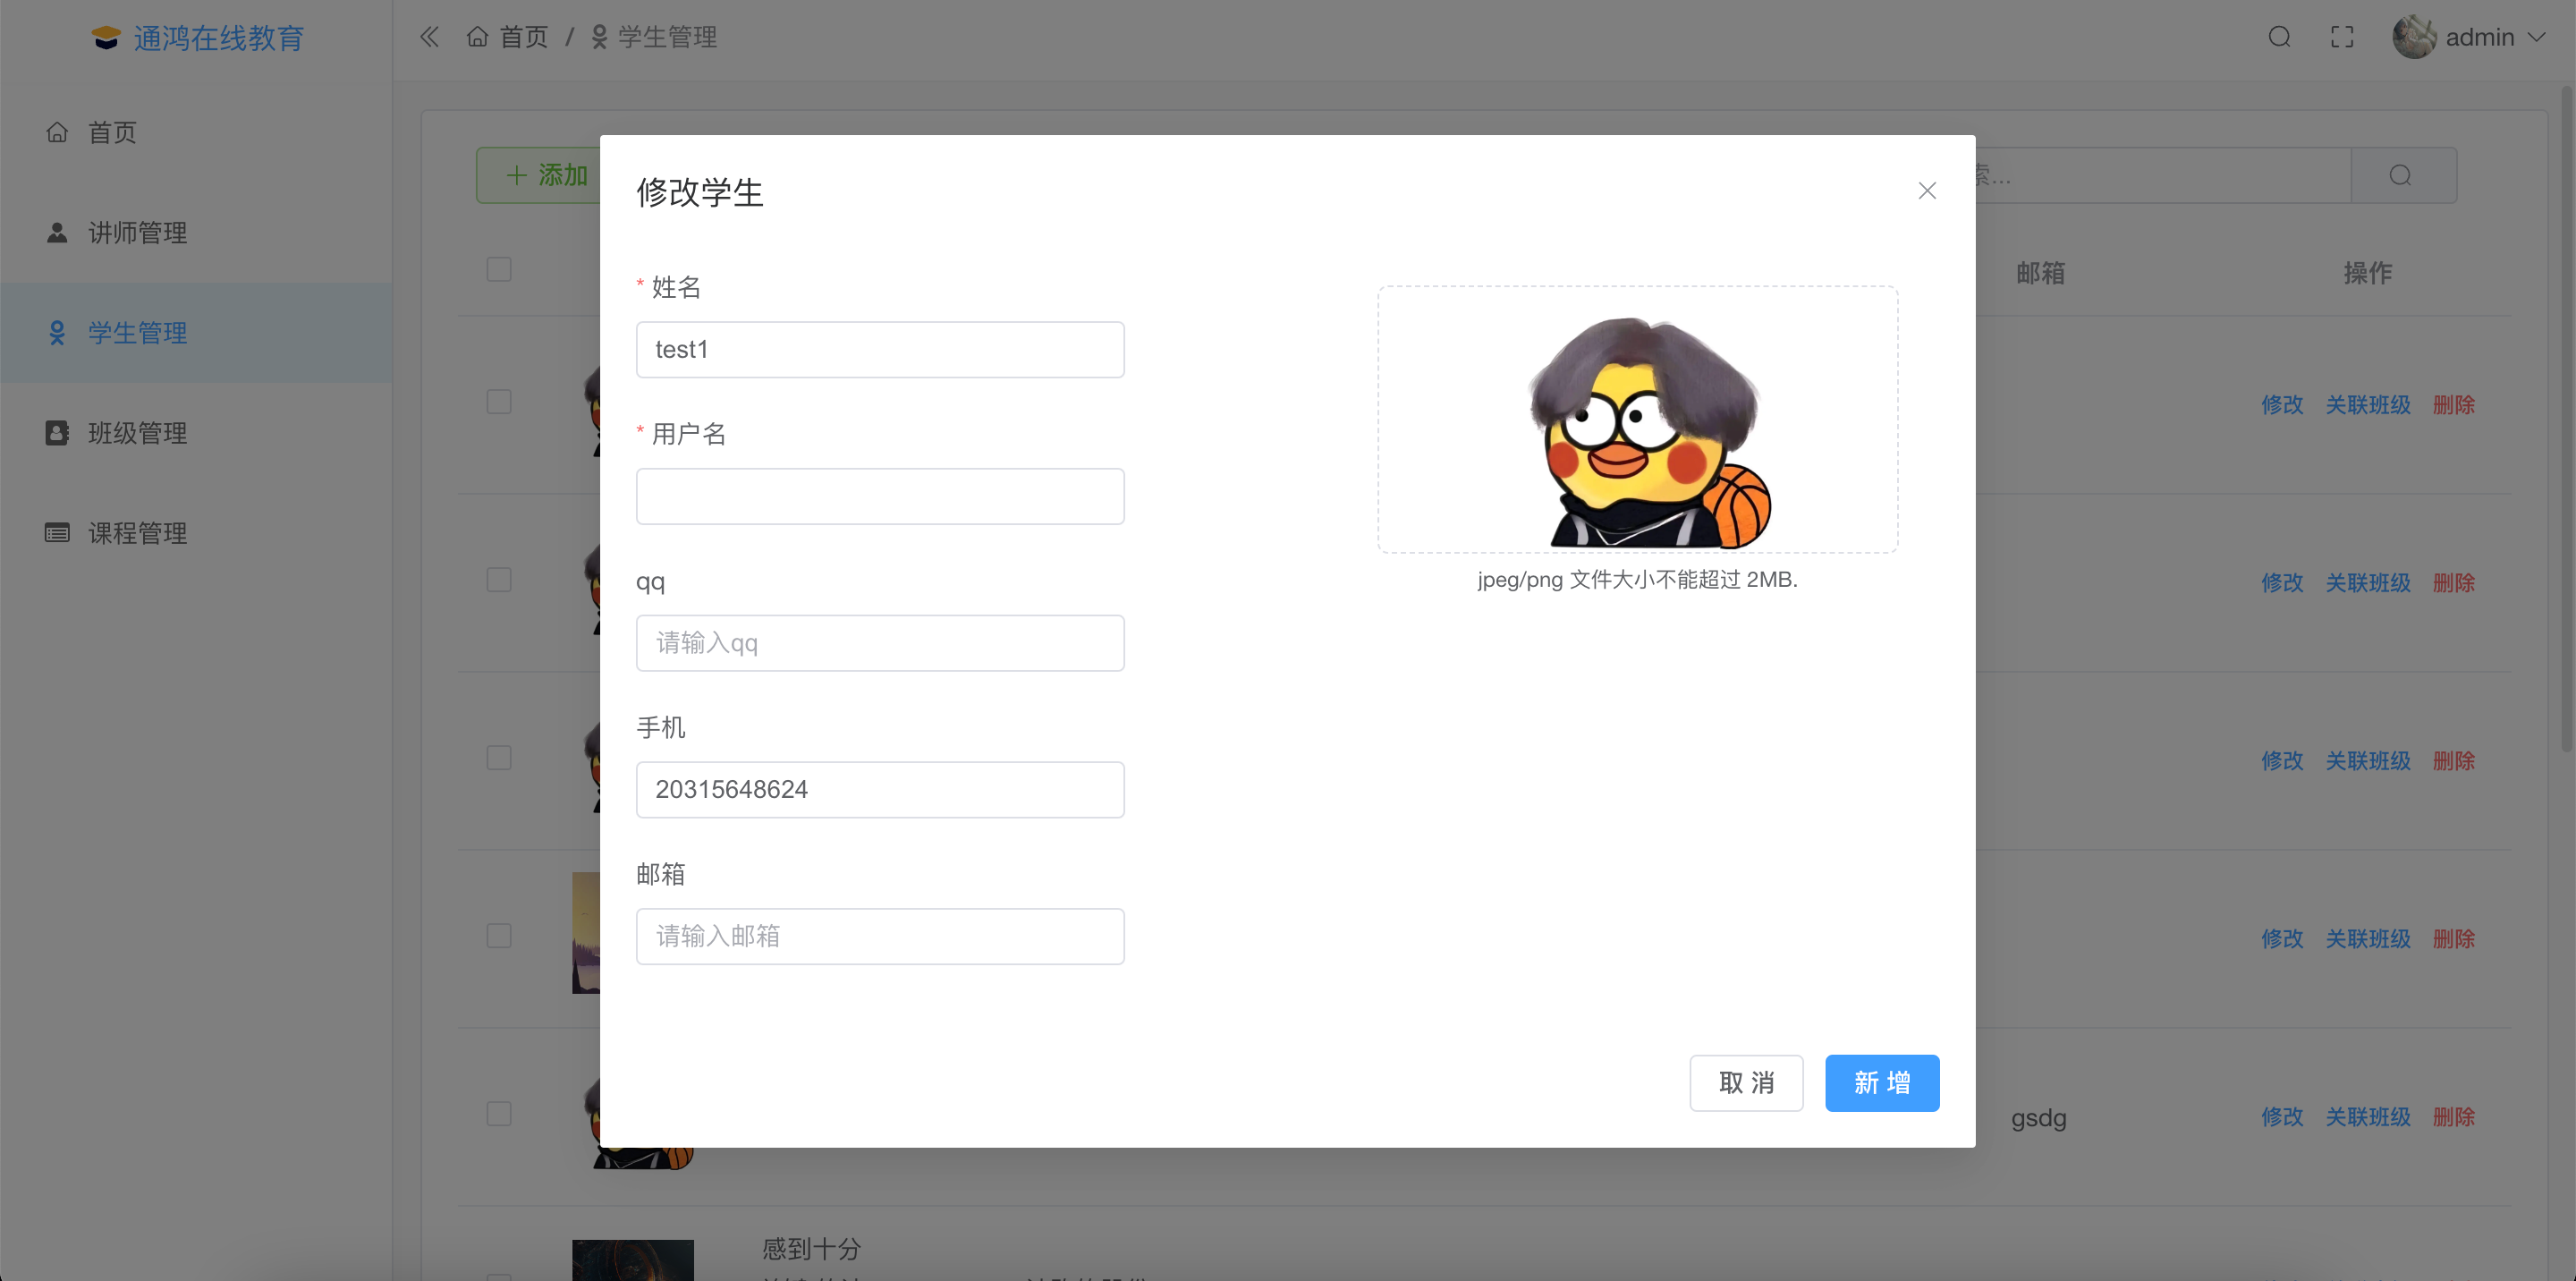 通鸿在线教育
首页 / 学生管理
admin
首页
讲师管理
学生管理
班级管理
课程管理
添加
索...
邮箱
操作
修改学生
* 姓名
test1
* 用户名
qq
请输入qq
手机
20315648624
邮箱
请输入邮箱
jpeg/png 文件大小不能超过 2MB.
取 消
新 增
修改 关联班级 删除
修改 关联班级 删除
修改 关联班级 删除
修改 关联班级 删除
gsdg
修改 关联班级 删除
感到十分